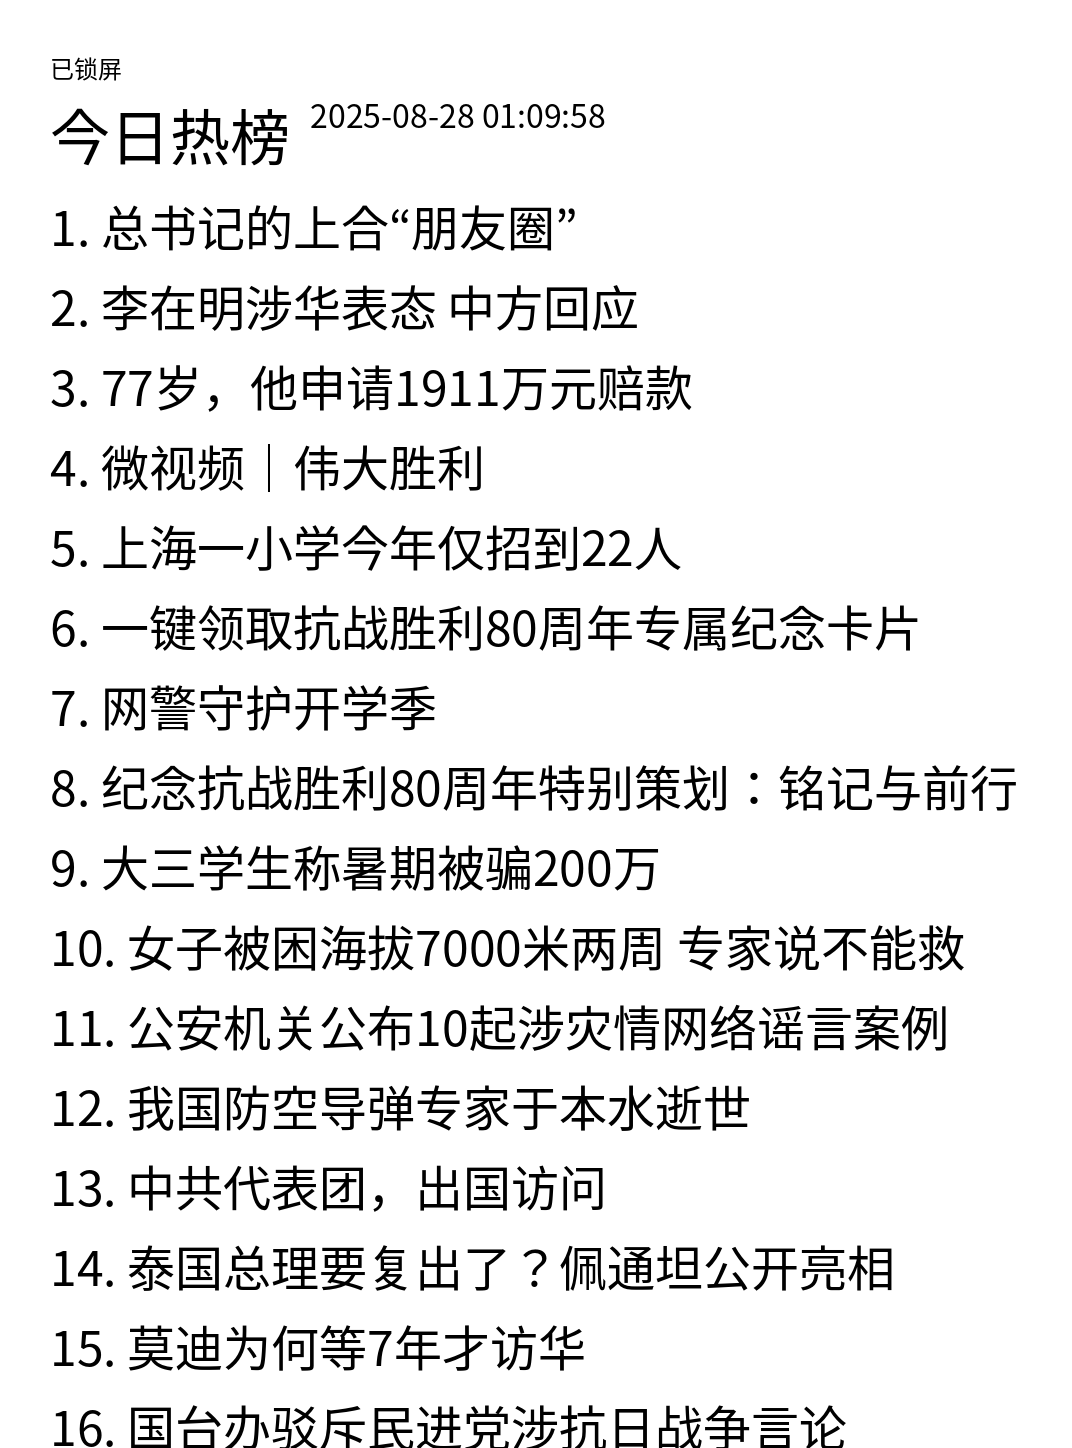 已锁屏
今日热榜 2025-08-28 01:09:58
1. 总书记的上合“朋友圈”
2. 李在明涉华表态 中方回应
3. 77岁，他申请1911万元赔款
4. 微视频｜伟大胜利
5. 上海一小学今年仅招到22人
6. 一键领取抗战胜利80周年专属纪念卡片
7. 网警守护开学季
8. 纪念抗战胜利80周年特别策划：铭记与前行
9. 大三学生称暑期被骗200万
10. 女子被困海拔7000米两周 专家说不能救
11. 公安机关公布10起涉灾情网络谣言案例
12. 我国防空导弹专家于本水逝世
13. 中共代表团，出国访问
14. 泰国总理要复出了？佩通坦公开亮相
15. 莫迪为何等7年才访华
16. 国台办驳斥民进党涉抗日战争言论